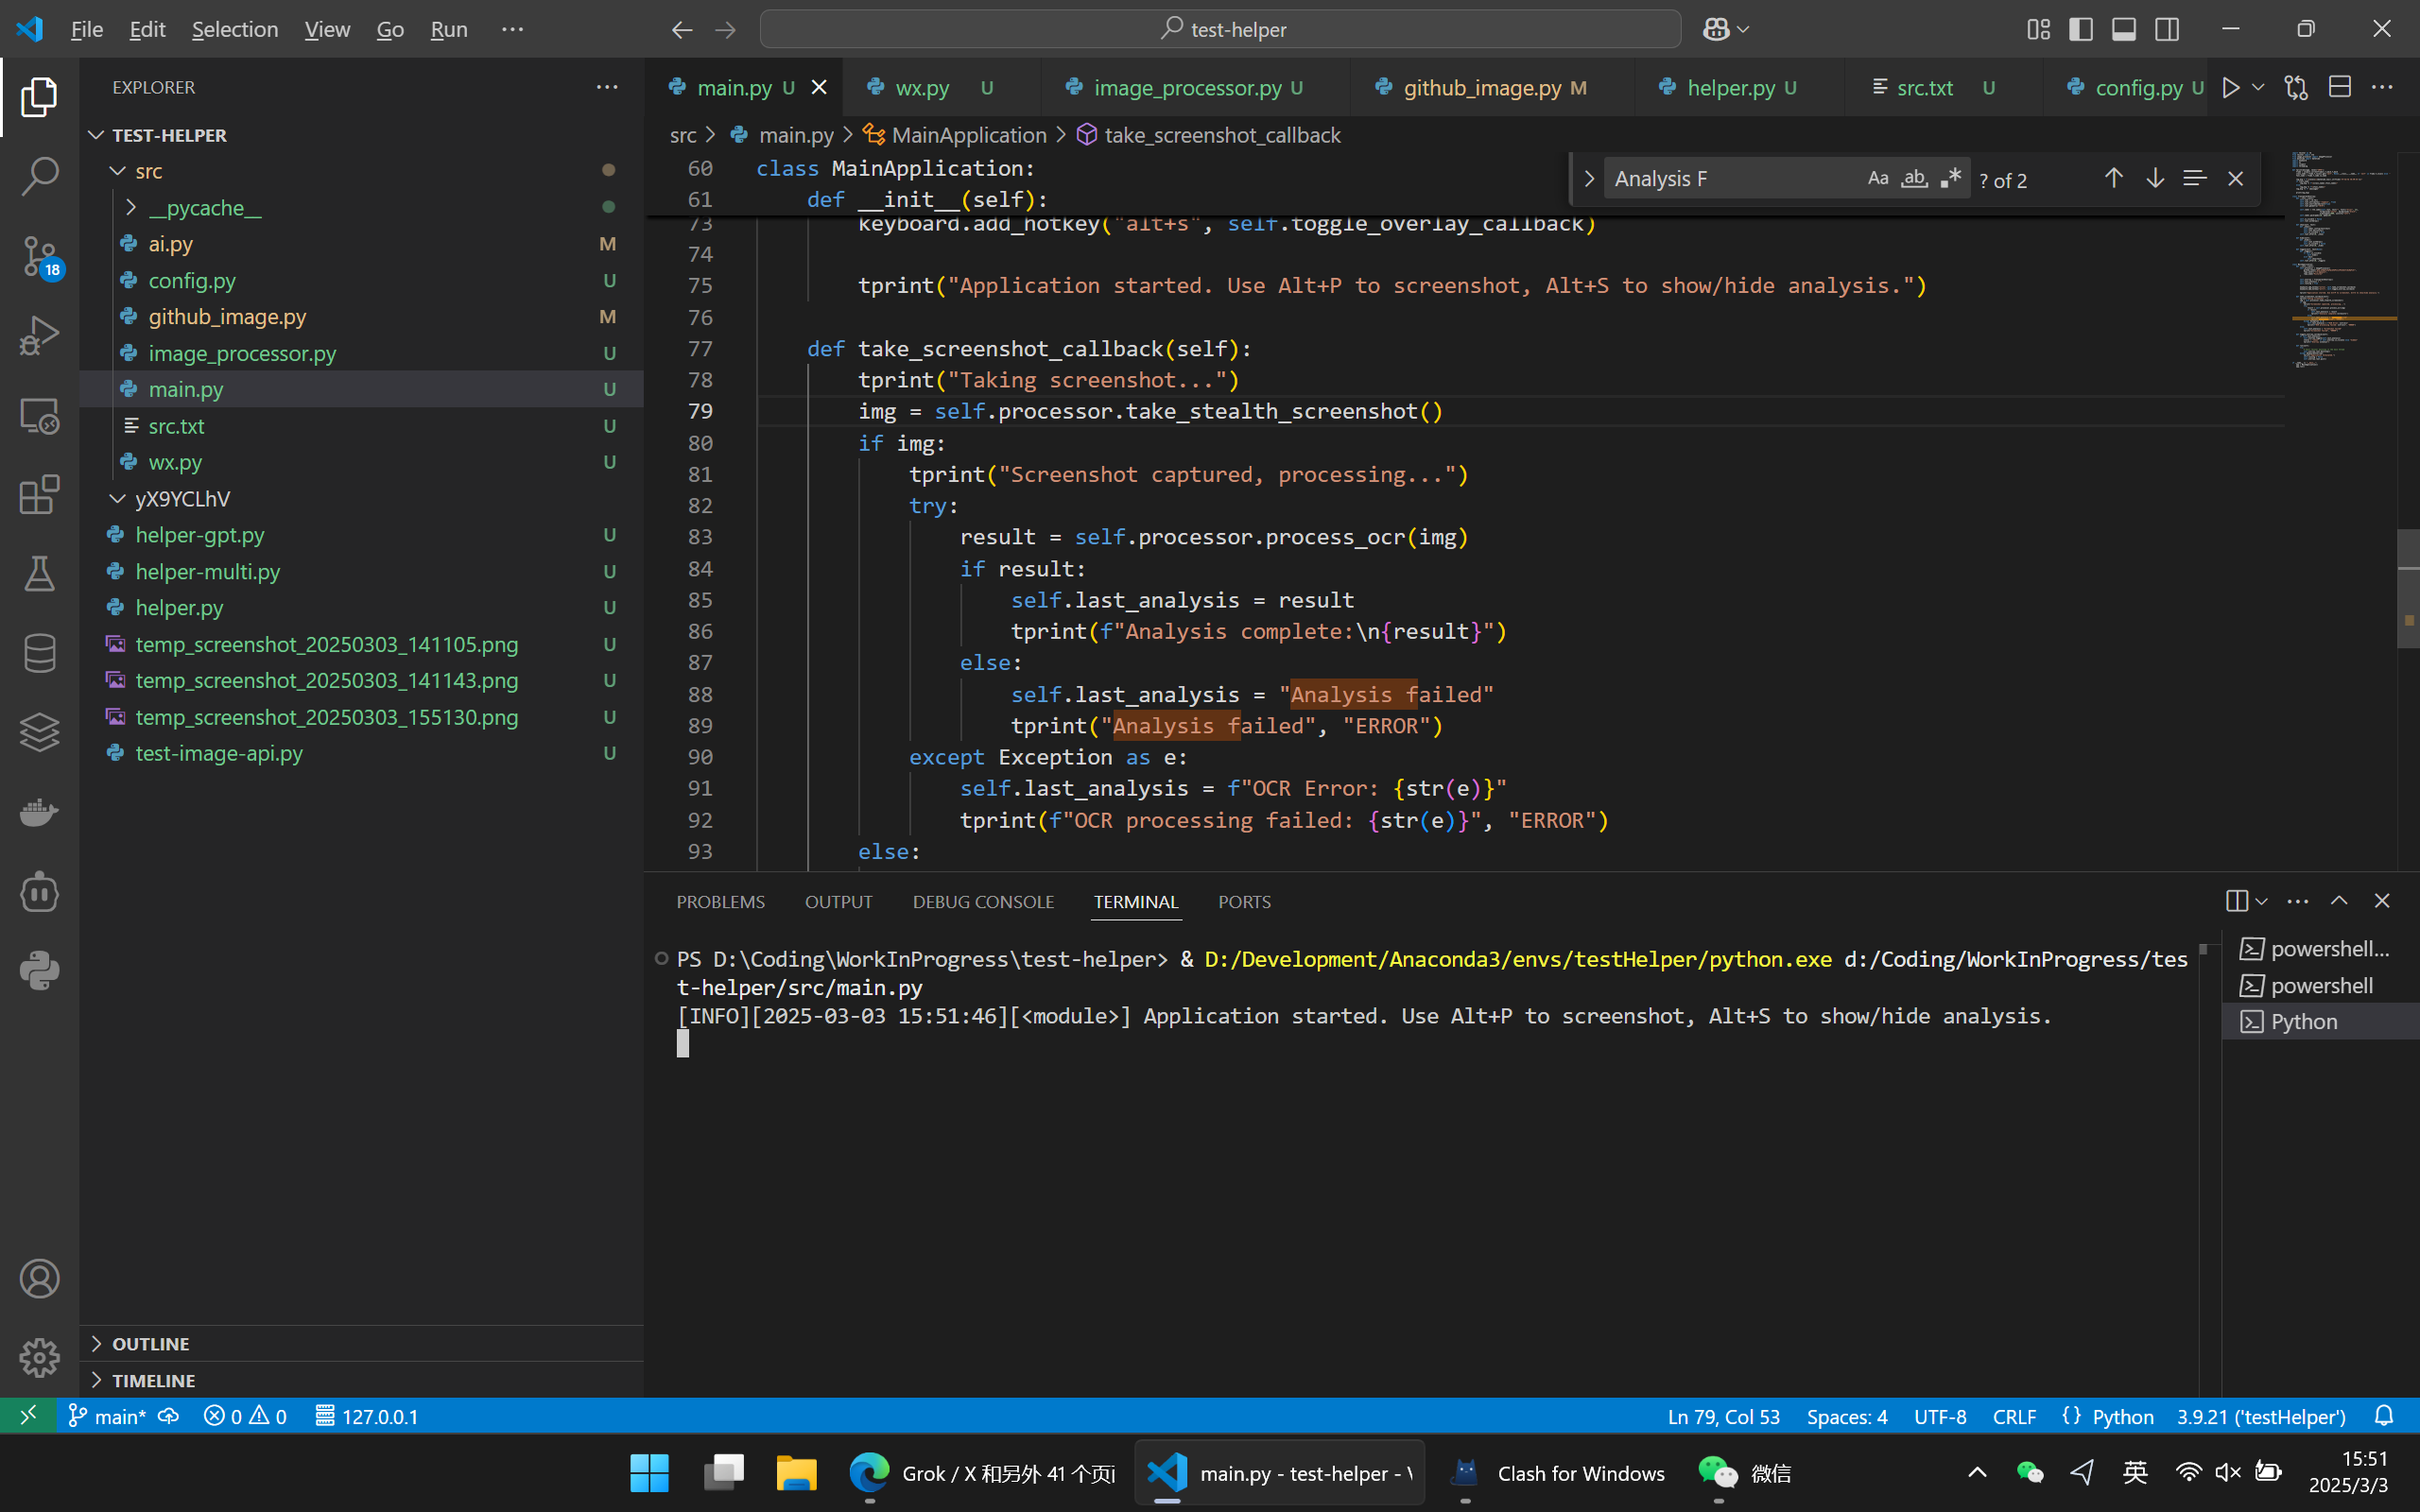 File Edit Selection View Go Run ···
test-helper
EXPLORER
TEST-HELPER
src
__pycache__
ai.py M
config.py U
github_image.py M
image_processor.py U
main.py U
src.txt U
wx.py U
yX9YCLhV
helper-gpt.py U
helper-multi.py U
helper.py U
temp_screenshot_20250303_141105.png U
temp_screenshot_20250303_141143.png U
temp_screenshot_20250303_155130.png U
test-image-api.py U
OUTLINE
TIMELINE
18
main.py U wx.py U image_processor.py U github_image.py M helper.py U src.txt U config.py U
src > main.py > MainApplication > take_screenshot_callback
Analysis F Aa ab ? of 2
60 class MainApplication:
61 def __init__(self):
73 keyboard.add_hotkey("alt+s", self.toggle_overlay_callback)
74
75 tprint("Application started. Use Alt+P to screenshot, Alt+S to show/hide analysis.")
76
77 def take_screenshot_callback(self):
78 tprint("Taking screenshot...")
79 img = self.processor.take_stealth_screenshot()
80 if img:
81 tprint("Screenshot captured, processing...")
82 try:
83 result = self.processor.process_ocr(img)
84 if result:
85 self.last_analysis = result
86 tprint(f"Analysis complete:\n{result}")
87 else:
88 self.last_analysis = "Analysis failed"
89 tprint("Analysis failed", "ERROR")
90 except Exception as e:
91 self.last_analysis = f"OCR Error: {str(e)}"
92 tprint(f"OCR processing failed: {str(e)}", "ERROR")
93 else:
PROBLEMS OUTPUT DEBUG CONSOLE TERMINAL PORTS
PS D:\Coding\WorkInProgress\test-helper> & D:/Development/Anaconda3/envs/testHelper/python.exe d:/Coding/WorkInProgress/tes
t-helper/src/main.py
[INFO][2025-03-03 15:51:46][<module>] Application started. Use Alt+P to screenshot, Alt+S to show/hide analysis.
powershell...
powershell
Python
main* 0 0 127.0.0.1 Ln 79, Col 53 Spaces: 4 UTF-8 CRLF {} Python 3.9.21 ('testHelper')
Grok / X 和另外 41 个页 main.py - test-helper - Clash for Windows 微信 英 15:51
2025/3/3